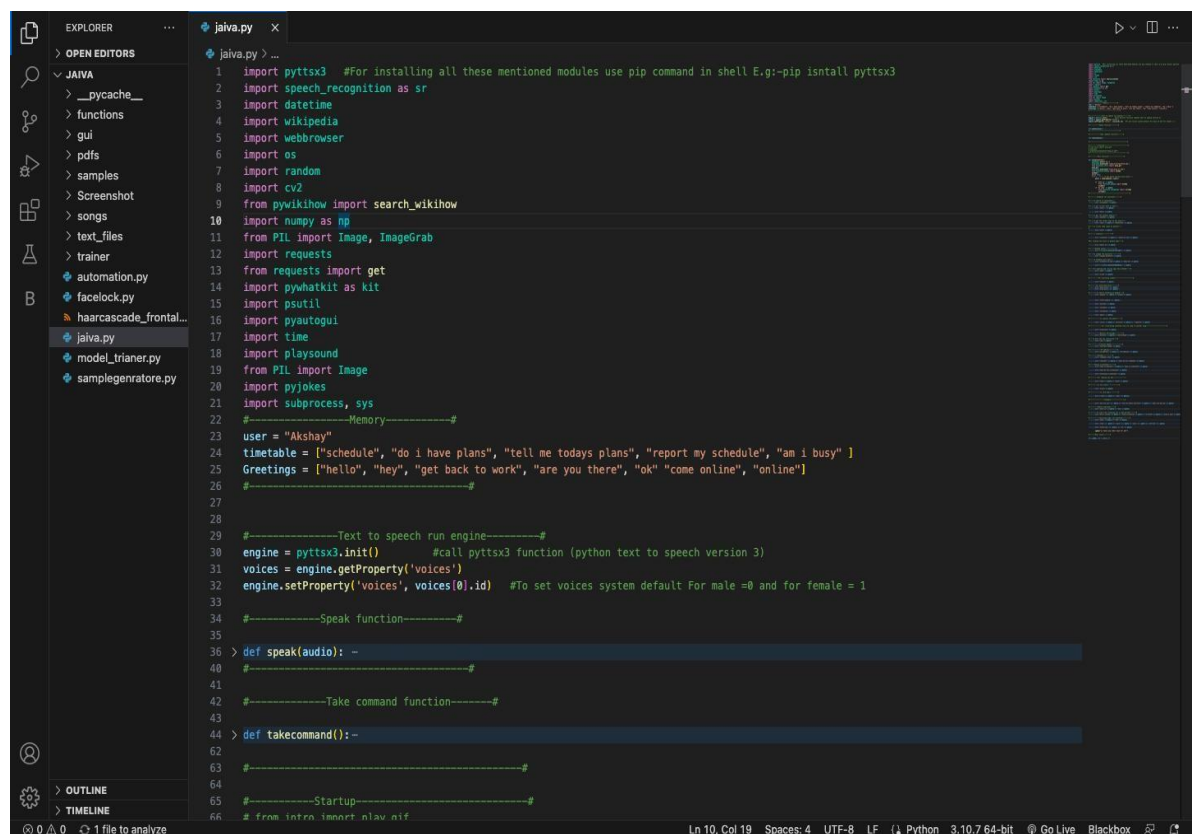 EXPLORER
OPEN EDITORS
JAIVA
__pycache__
functions
gui
pdfs
samples
Screenshot
songs
text_files
trainer
automation.py
facelock.py
haarcascade_frontal...
jaiva.py
model_trianer.py
samplegenratore.py
OUTLINE
TIMELINE
jaiva.py
jaiva.py > ...
1 import pyttsx3 #For installing all these mentioned modules use pip command in shell E.g:-pip isntall pyttsx3
2 import speech_recognition as sr
3 import datetime
4 import wikipedia
5 import webbrowser
6 import os
7 import random
8 import cv2
9 from pywikihow import search_wikihow
10 import numpy as np
11 from PIL import Image, ImageGrab
12 import requests
13 from requests import get
14 import pywhatkit as kit
15 import psutil
16 import pyautogui
17 import time
18 import playsound
19 from PIL import Image
20 import pyjokes
21 import subprocess, sys
22 #-----------------Memory-----------#
23 user = "Akshay"
24 timetable = ["schedule", "do i have plans", "tell me todays plans", "report my schedule", "am i busy" ]
25 Greetings = ["hello", "hey", "get back to work", "are you there", "ok" "come online", "online"]
26 #-------------------------------------#
27
28
29 #---------------Text to speech run engine---------#
30 engine = pyttsx3.init() #call pyttsx3 function (python text to speech version 3)
31 voices = engine.getProperty('voices')
32 engine.setProperty('voices', voices[0].id) #To set voices system default For male =0 and for female = 1
33
34 #------------Speak function---------#
35
36 def speak(audio): ⋯
40 #-------------------------------------#
41
42 #-------------Take command function-------#
43
44 def takecommand():⋯
62
63 #----------------------------------------------#
64
65 #-----------Startup-----------------------------#
66 # from intro import play_gif
0 0 1 file to analyze
Ln 10, Col 19 Spaces: 4 UTF-8 LF Python 3.10.7 64-bit Go Live Blackbox